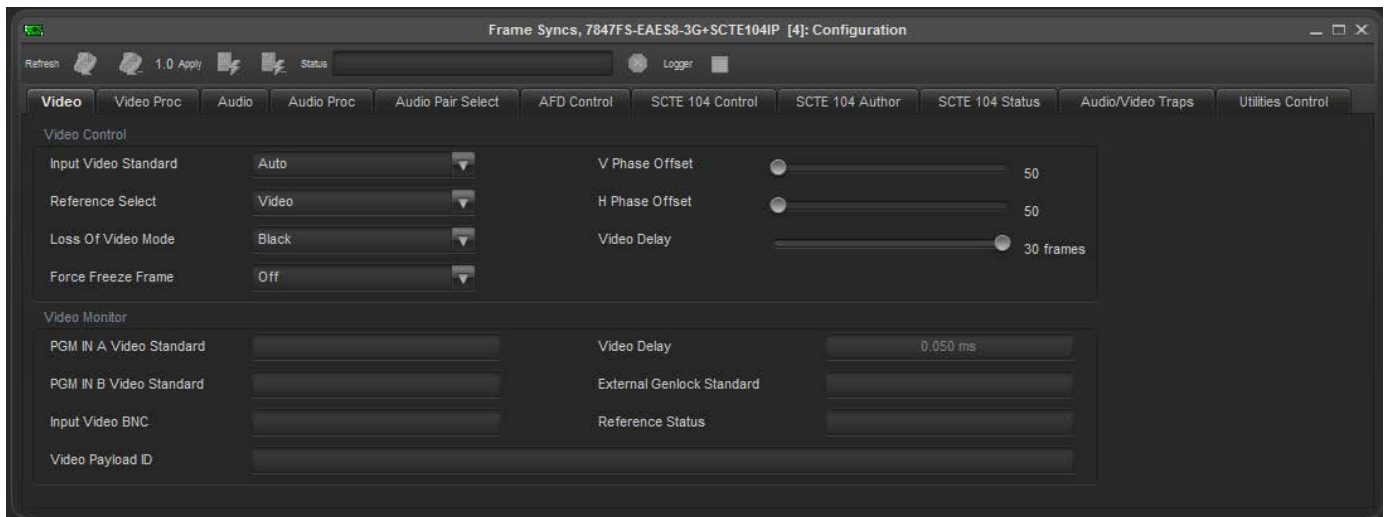 Frame Syncs, 7847FS-EAES8-3G+SCTE104IP [4]: Configuration
Refresh 1.0 Apply Status Logger
Video Video Proc Audio Audio Proc Audio Pair Select AFD Control SCTE 104 Control SCTE 104 Author SCTE 104 Status Audio/Video Traps Utilities Control
Video Control
Input Video Standard Auto V Phase Offset 50
Reference Select Video H Phase Offset 50
Loss Of Video Mode Black Video Delay 30 frames
Force Freeze Frame Off
Video Monitor
PGM IN A Video Standard Video Delay 0.050 ms
PGM IN B Video Standard External Genlock Standard
Input Video BNC Reference Status
Video Payload ID